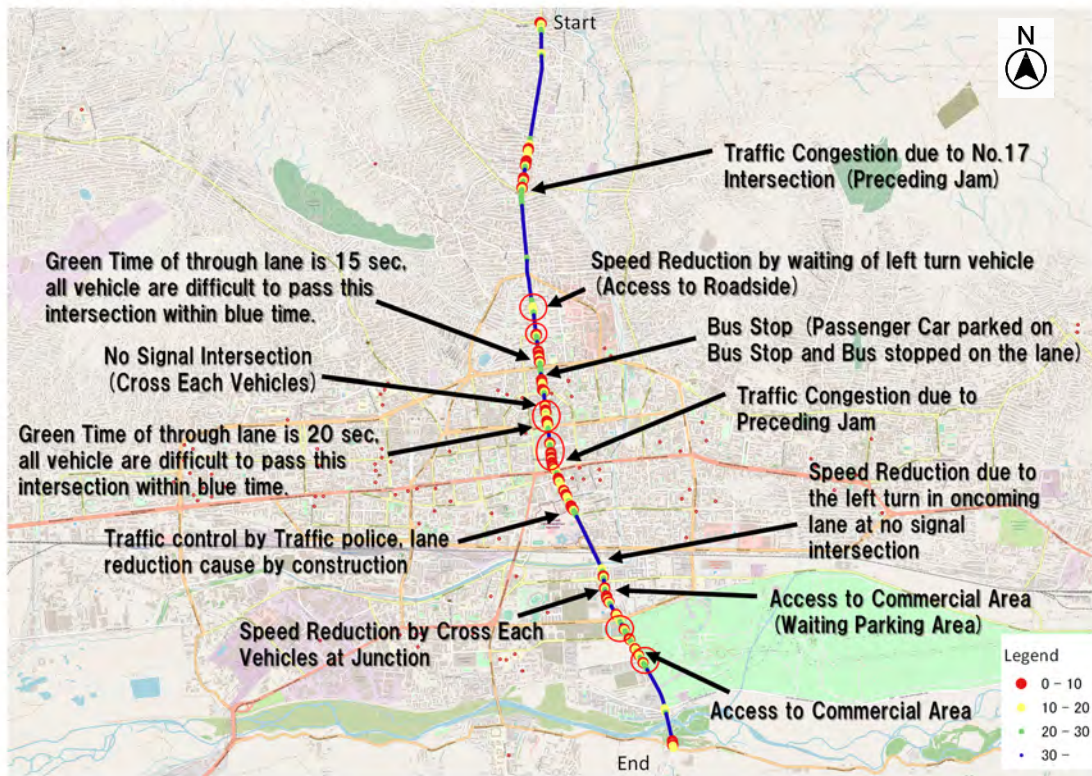 Start
N
Traffic Congestion due to No.17
Intersection (Preceding Jam)
Green Time of through lane is 15 sec,
all vehicle are difficult to pass this
intersection within blue time.
Speed Reduction by waiting of left turn vehicle
(Access to Roadside)
Bus Stop (Passenger Car parked on
Bus Stop and Bus stopped on the lane)
No Signal Intersection
(Cross Each Vehicles)
Traffic Congestion due to
Preceding Jam
Green Time of through lane is 20 sec,
all vehicle are difficult to pass this
intersection within blue time.
Speed Reduction due to
the left turn in oncoming
lane at no signal
intersection
Traffic control by Traffic police, lane
reduction cause by construction
Access to Commercial Area
(Waiting Parking Area)
Speed Reduction by Cross Each
Vehicles at Junction
Access to Commercial Area
Legend
0 - 10
10 - 20
20 - 30
30 -
End